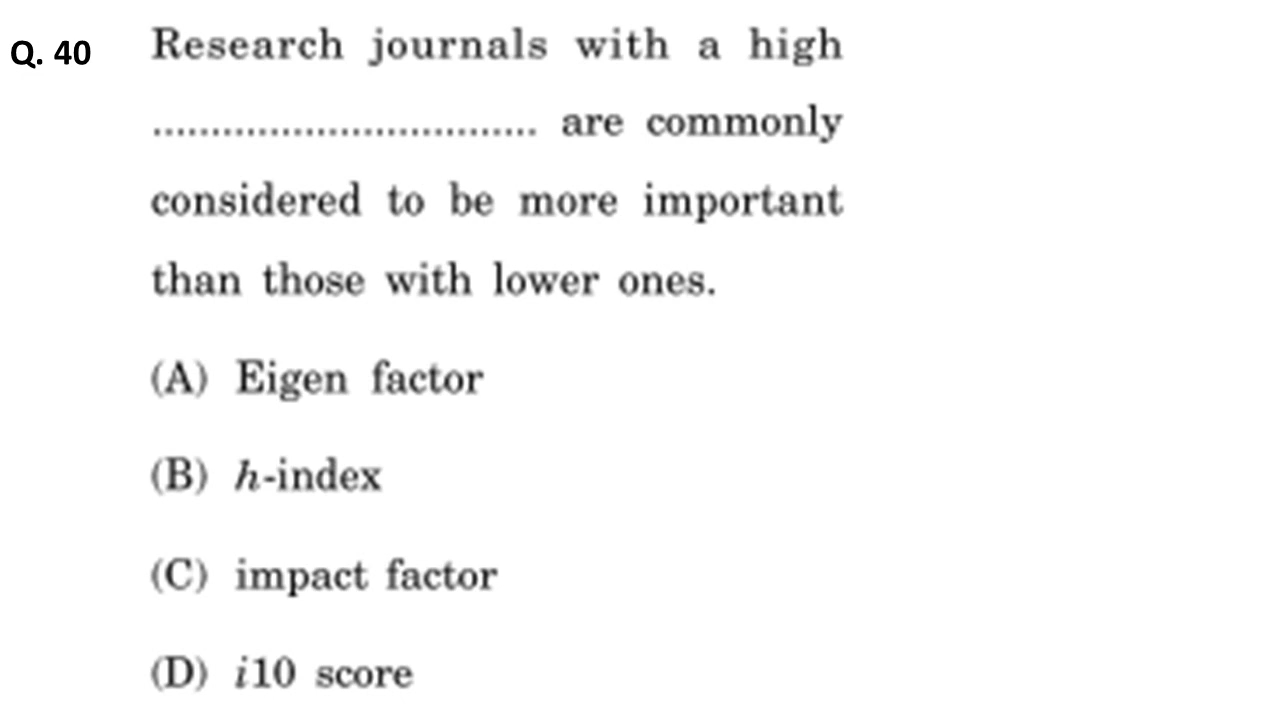 Q. 40 Research journals with a high
................................. are commonly
considered to be more important
than those with lower ones.
(A) Eigen factor
(B) h-index
(C) impact factor
(D) i10 score